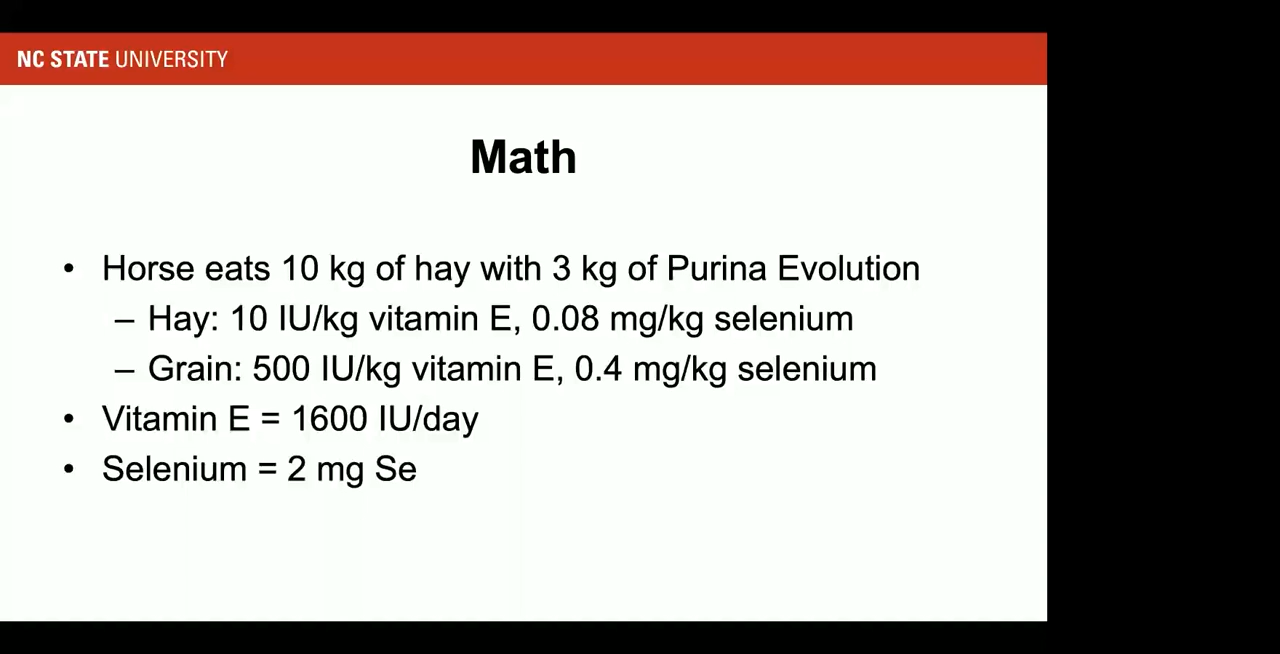 NC STATE UNIVERSITY
Math
• Horse eats 10 kg of hay with 3 kg of Purina Evolution
– Hay: 10 IU/kg vitamin E, 0.08 mg/kg selenium
– Grain: 500 IU/kg vitamin E, 0.4 mg/kg selenium
• Vitamin E = 1600 IU/day
• Selenium = 2 mg Se